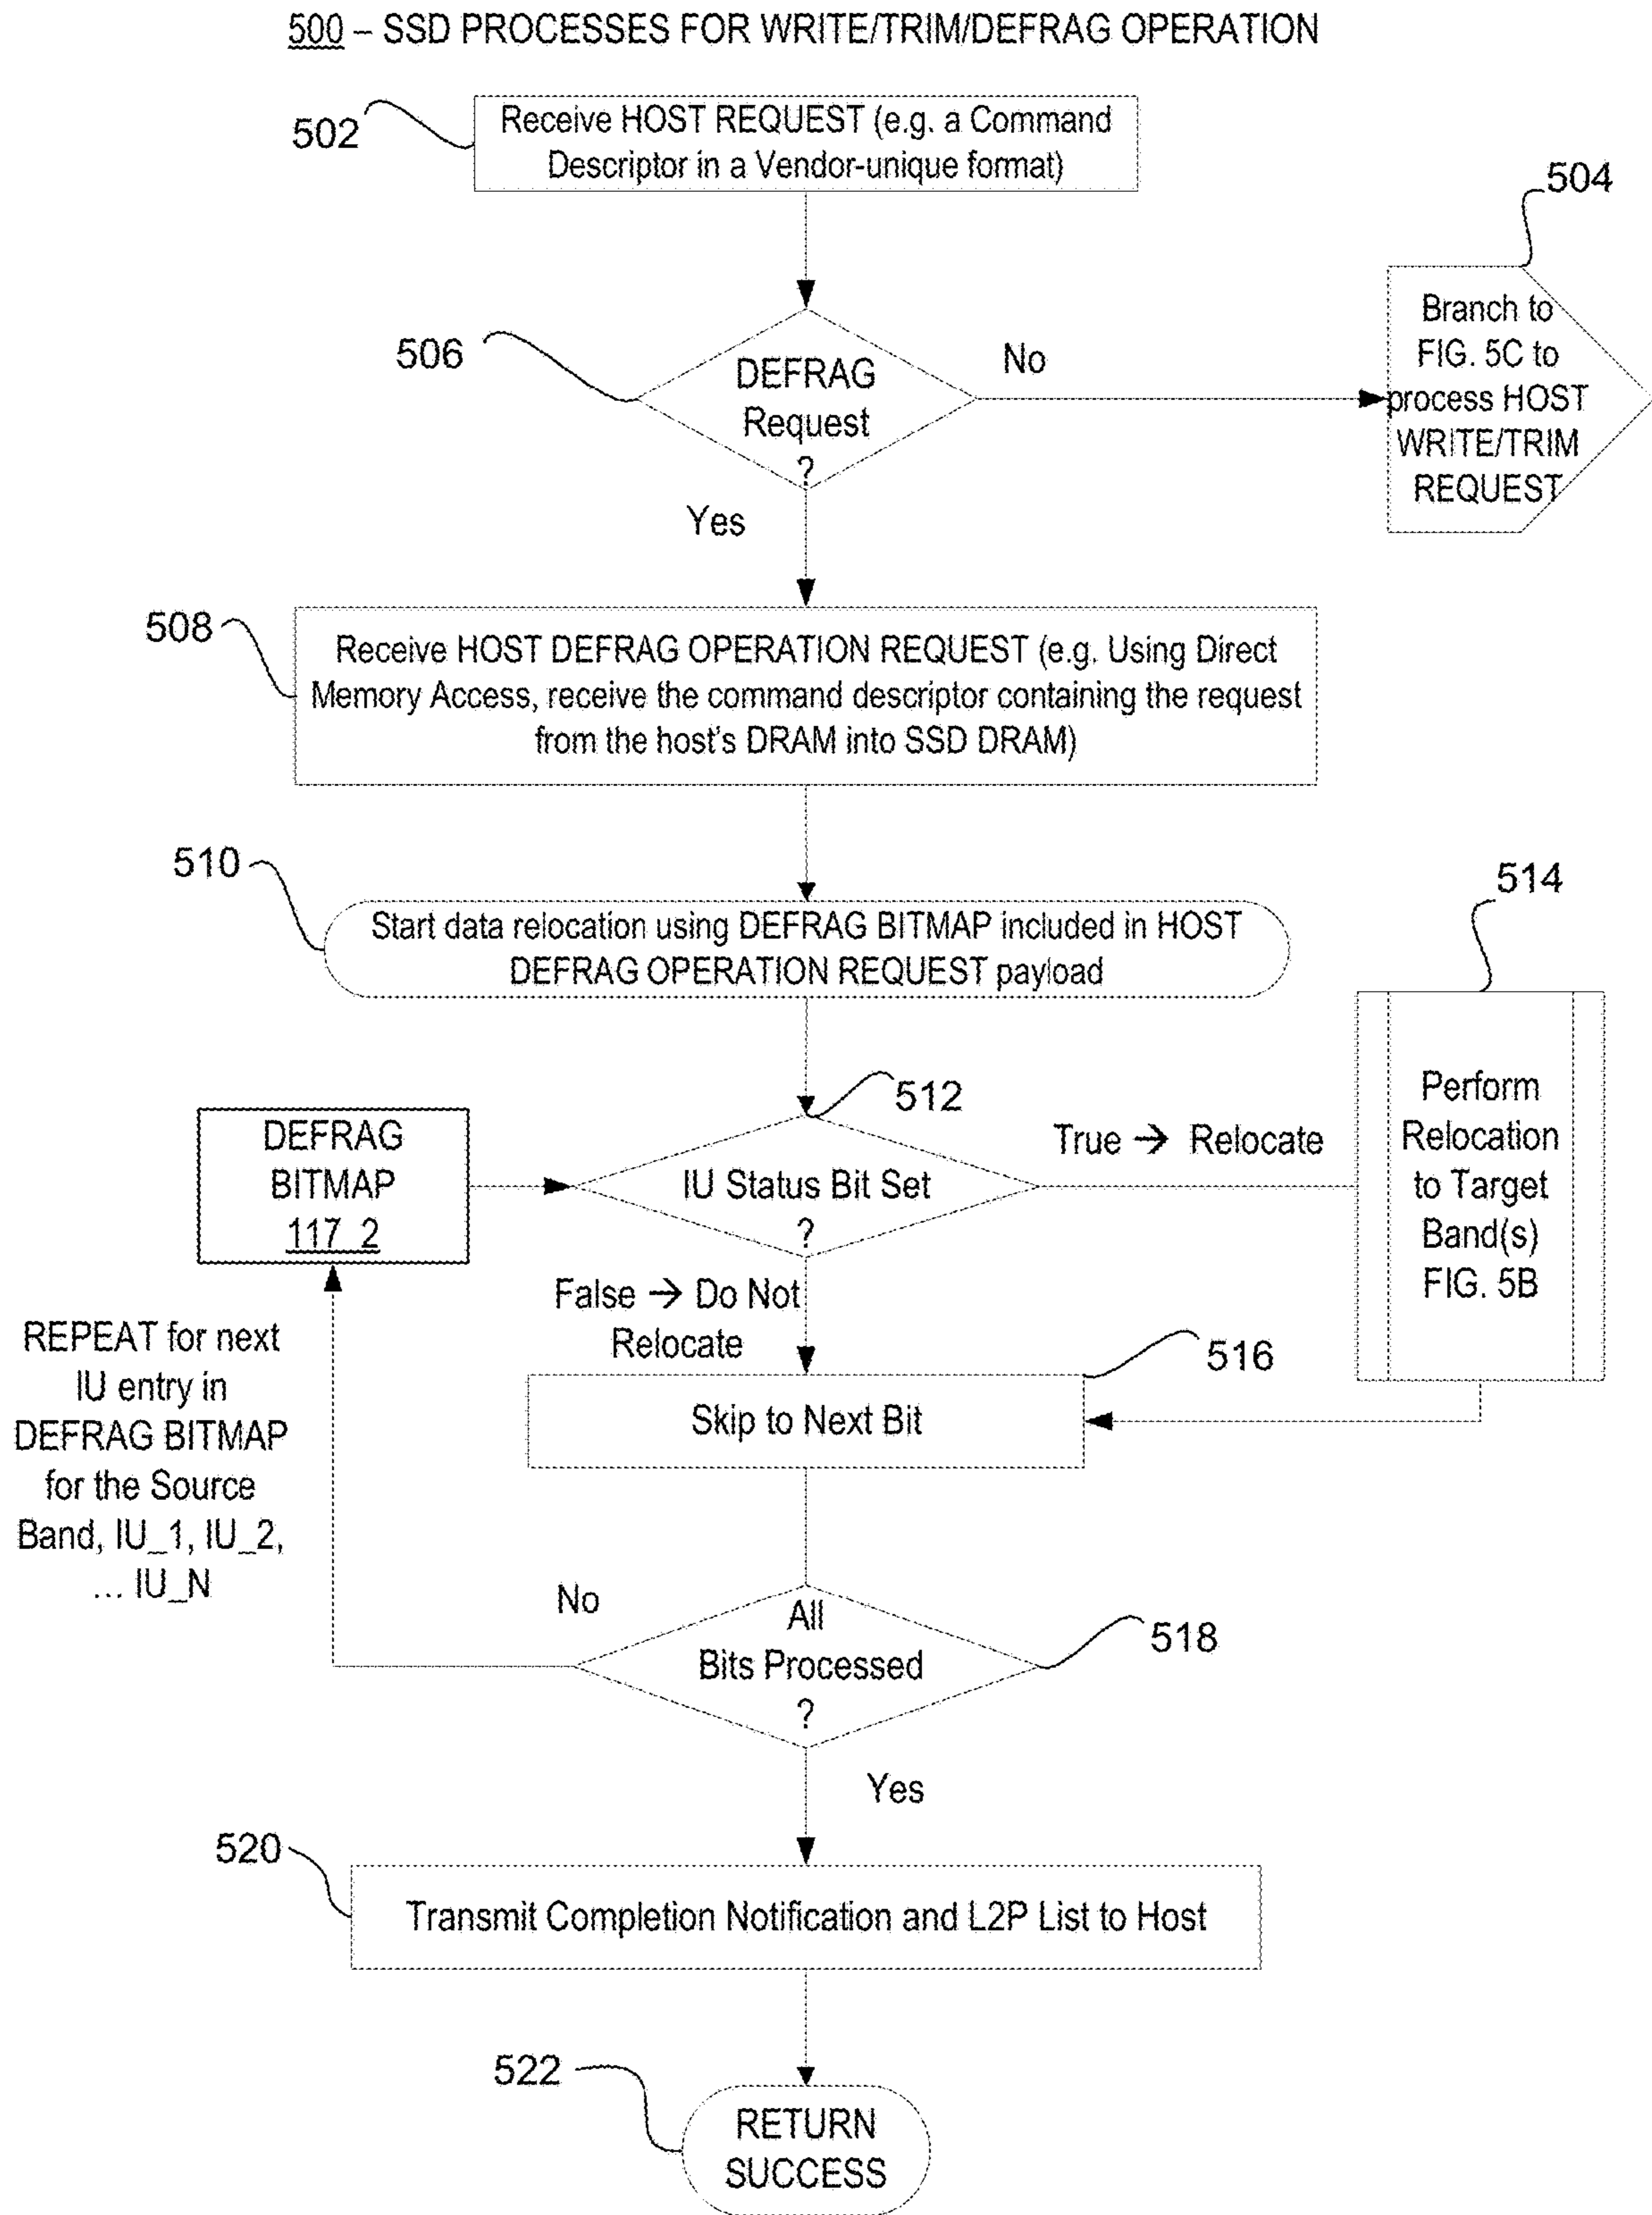 500 – SSD PROCESSES FOR WRITE/TRIM/DEFRAG OPERATION
502
Receive HOST REQUEST (e.g. a Command
Descriptor in a Vendor-unique format)
504
Branch to
FIG. 5C to
process HOST
WRITE/TRIM
REQUEST
506
DEFRAG
Request
?
No
Yes
508
Receive HOST DEFRAG OPERATION REQUEST (e.g. Using Direct
Memory Access, receive the command descriptor containing the request
from the host's DRAM into SSD DRAM)
510
Start data relocation using DEFRAG BITMAP included in HOST
DEFRAG OPERATION REQUEST payload
514
512
DEFRAG
BITMAP
117_2
IU Status Bit Set
?
True → Relocate
Perform
Relocation
to Target
Band(s)
FIG. 5B
False → Do Not
Relocate
516
Skip to Next Bit
REPEAT for next
IU entry in
DEFRAG BITMAP
for the Source
Band, IU_1, IU_2,
... IU_N
No
All
Bits Processed
?
518
Yes
520
Transmit Completion Notification and L2P List to Host
522
RETURN
SUCCESS